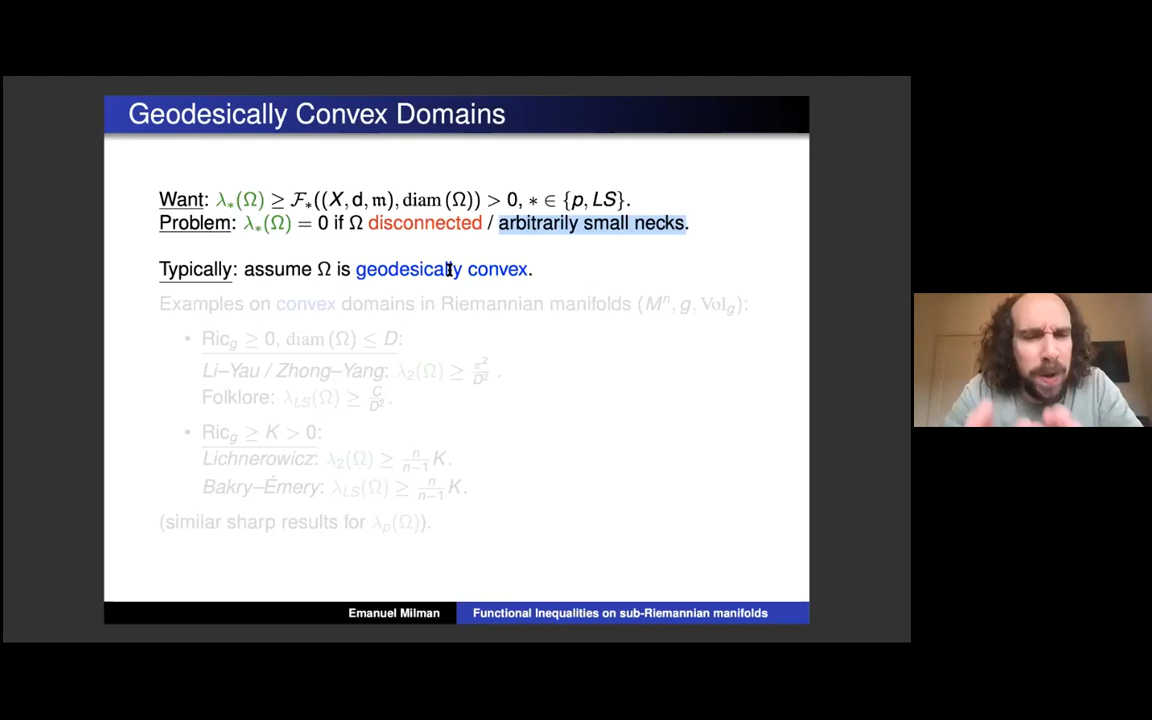 Geodesically Convex Domains
Want: λ∗(Ω) ≥ ℱ∗((X, d, 𝔪), diam (Ω)) > 0, ∗ ∈ {p, LS}.
Problem: λ∗(Ω) = 0 if Ω disconnected / arbitrarily small necks.
Typically: assume Ω is geodesically convex.
Examples on convex domains in Riemannian manifolds (Mⁿ, g, Vol_g):
• Ric_g ≥ 0, diam (Ω) ≤ D:
Li–Yau / Zhong–Yang: λ₂(Ω) ≥ π²/D² .
Folklore: λ_LS(Ω) ≥ C/D².
• Ric_g ≥ K > 0:
Lichnerowicz: λ₂(Ω) ≥ n/(n−1) K.
Bakry–Émery: λ_LS(Ω) ≥ n/(n−1) K.
(similar sharp results for λ_p(Ω)).
Emanuel Milman Functional Inequalities on sub-Riemannian manifolds